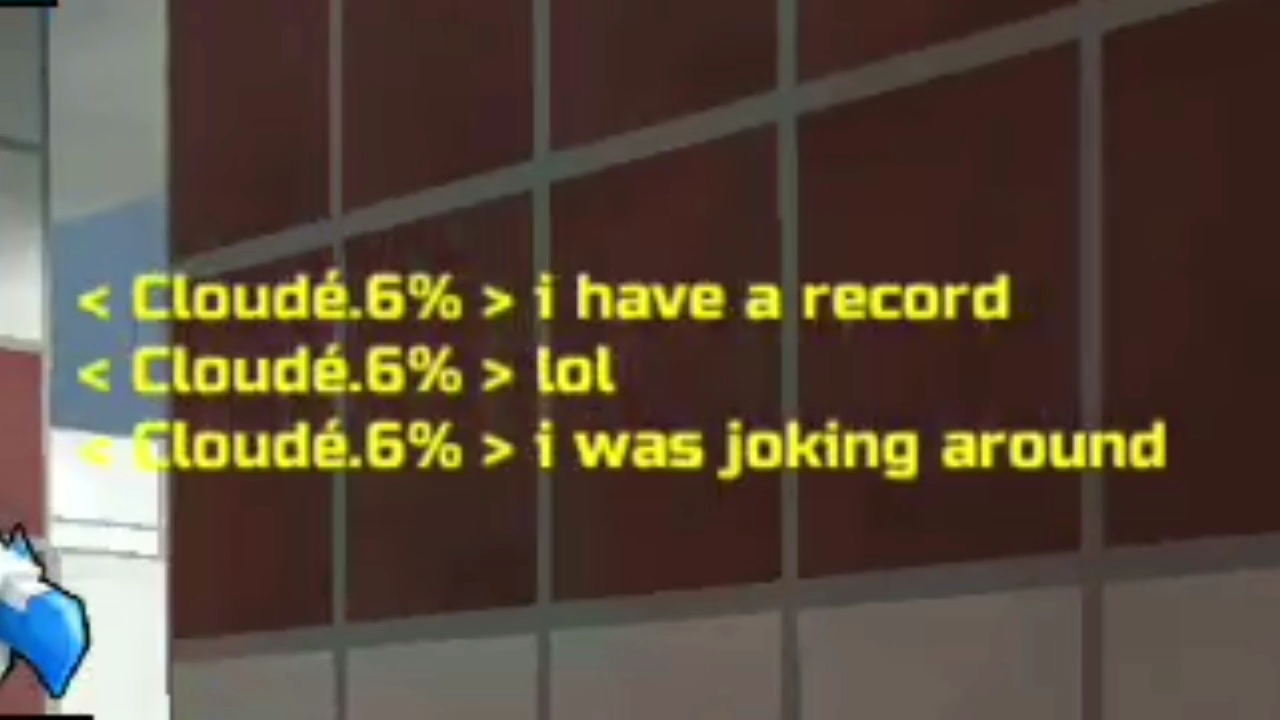 < Cloudé.6% > i have a record
< Cloudé.6% > lol
< Cloudé.6% > i was joking around